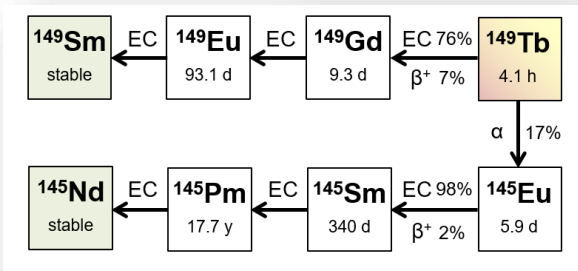 ¹⁴⁹Sm EC ¹⁴⁹Eu EC ¹⁴⁹Gd EC 76% ¹⁴⁹Tb
stable 93.1 d 9.3 d β⁺ 7% 4.1 h
α 17%
¹⁴⁵Nd EC ¹⁴⁵Pm EC ¹⁴⁵Sm EC 98% ¹⁴⁵Eu
stable 17.7 y 340 d β⁺ 2% 5.9 d